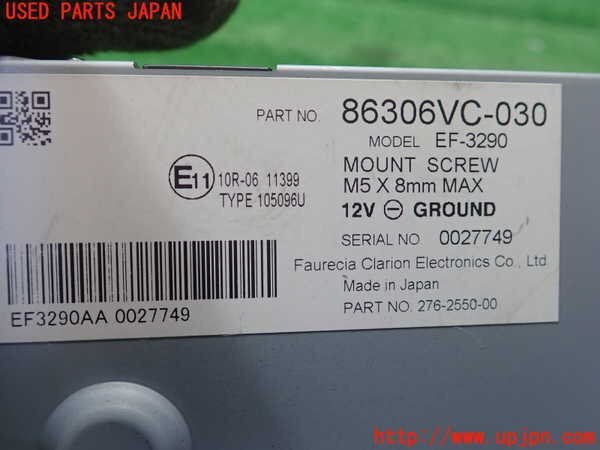 USED PARTS JAPAN
PART NO. 86306VC-030
MODEL EF-3290
E11 10R-06 11399
TYPE 105096U
MOUNT SCREW
M5 X 8mm MAX
12V ⊖ GROUND
SERIAL NO 0027749
Faurecia Clarion Electronics Co., Ltd.
Made in Japan
PART NO. 276-2550-00
EF3290AA 0027749
http://www.upjpn.com/